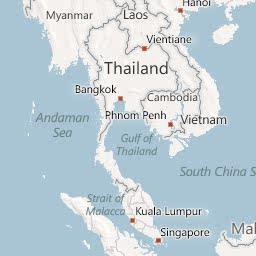 Hanoi
Myanmar
Laos
Vientiane
Thailand
Bangkok
Cambodia
Andaman
Sea
Phnom Penh
Vietnam
Gulf of
Thailand
South China S
Strait of
Malacca
Kuala Lumpur
Mal
Singapore